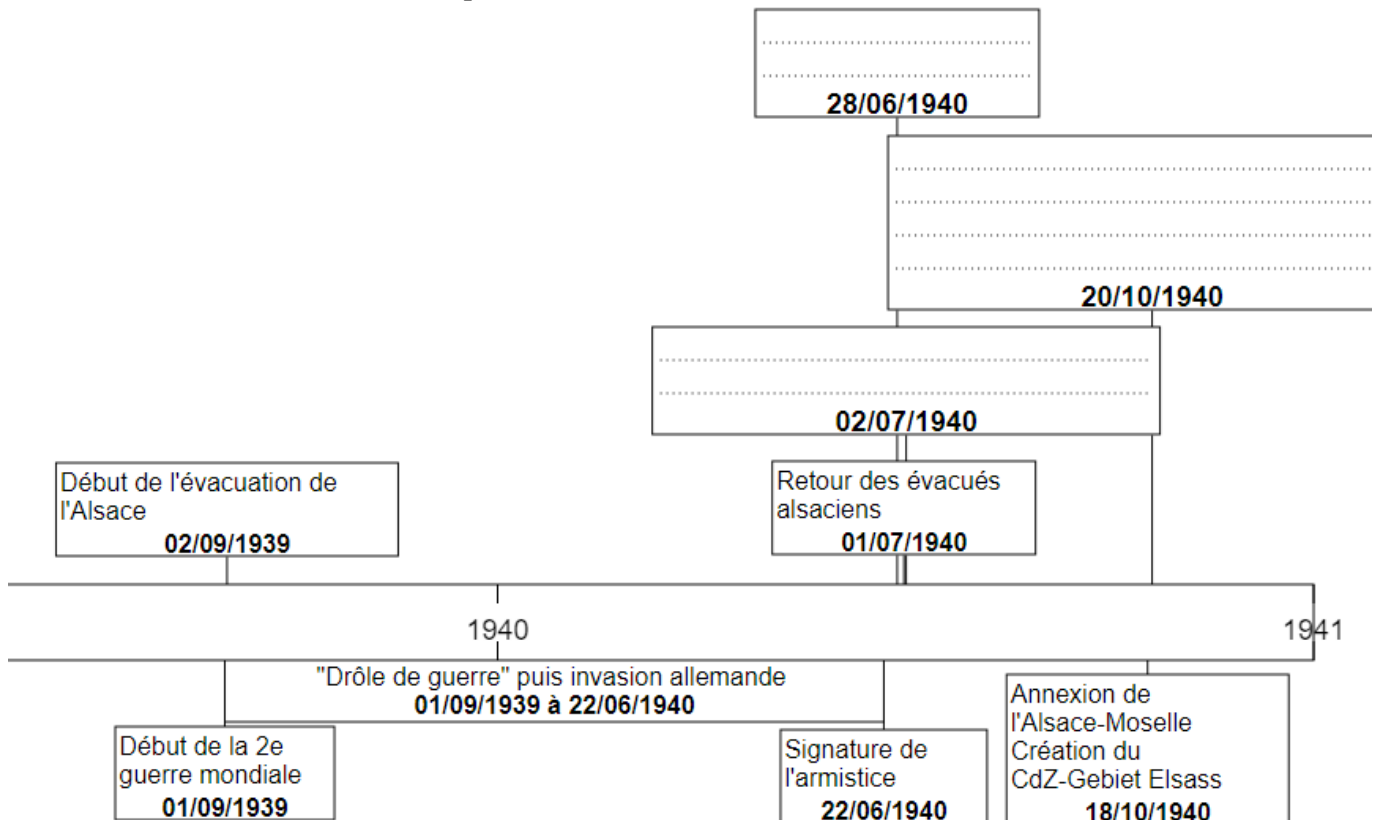 28/06/1940
20/10/1940
02/07/1940
Début de l'évacuation de
l'Alsace
02/09/1939
Retour des évacués
alsaciens
01/07/1940
1940
1941
"Drôle de guerre" puis invasion allemande
01/09/1939 à 22/06/1940
Début de la 2e
guerre mondiale
01/09/1939
Signature de
l'armistice
22/06/1940
Annexion de
l'Alsace-Moselle
Création du
CdZ-Gebiet Elsass
18/10/1940